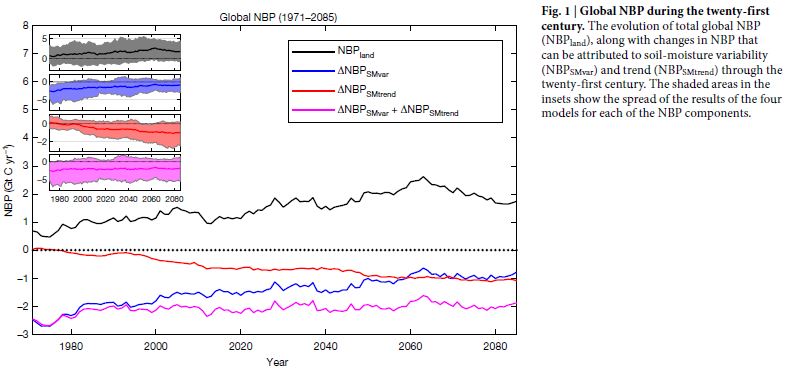 Global NBP (1971–2085)
8
7
6
5
4
3
2
1
0
−1
−2
−3
NBP (Gt C yr⁻¹)
5
0
0
−5
0
−2
0
−5
1980 2000 2020 2040 2060 2080
NBPland
ΔNBPSMvar
ΔNBPSMtrend
ΔNBPSMvar + ΔNBPSMtrend
1980 2000 2020 2040 2060 2080
Year
Fig. 1 | Global NBP during the twenty-first
century. The evolution of total global NBP
(NBPland), along with changes in NBP that
can be attributed to soil-moisture variability
(NBPSMvar) and trend (NBPSMtrend) through the
twenty-first century. The shaded areas in the
insets show the spread of the results of the four
models for each of the NBP components.